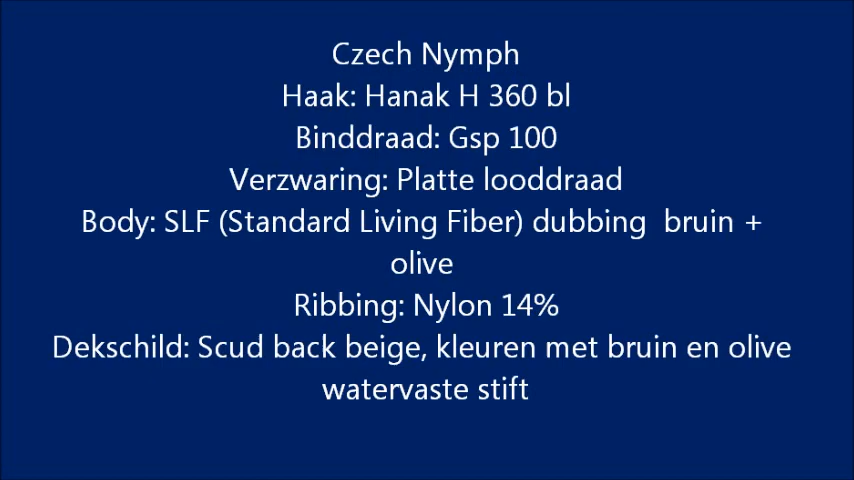 Czech Nymph
Haak: Hanak H 360 bl
Binddraad: Gsp 100
Verzwaring: Platte looddraad
Body: SLF (Standard Living Fiber) dubbing  bruin +
olive
Ribbing: Nylon 14%
Dekschild: Scud back beige, kleuren met bruin en olive
watervaste stift